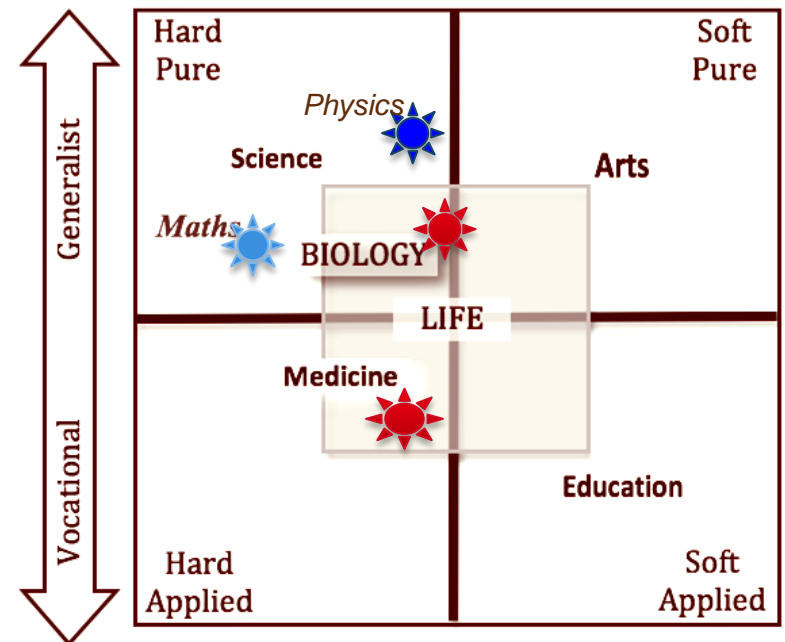 Hard
Pure
Soft
Pure
Physics
Science
Arts
Maths
BIOLOGY
LIFE
Medicine
Education
Hard
Applied
Soft
Applied
Generalist
Vocational